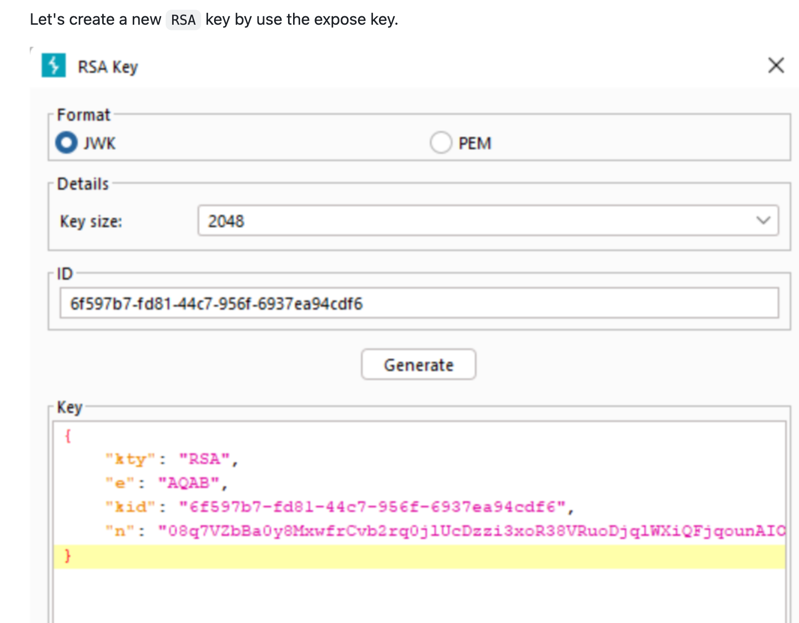 Let's create a new RSA key by use the expose key.
RSA Key
Format
JWK
PEM
Details
Key size:
2048
ID
6f597b7-fd81-44c7-956f-6937ea94cdf6
Generate
Key
{
"kty": "RSA",
"e": "AQAB",
"kid": "6f597b7-fd81-44c7-956f-6937ea94cdf6",
"n": "08q7VZbBa0y8MxwfrCvb2rq0jlUcDzzi3xoR38VRuoDjqlWXiQFjqounAIC
}